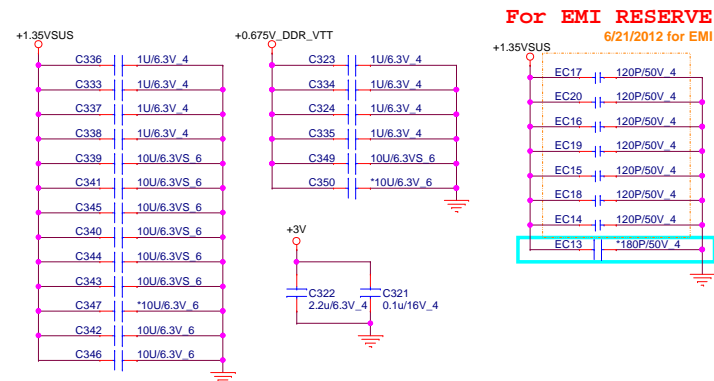 For EMI RESERVE
6/21/2012 for EMI
+1.35VSUS
C336 1U/6.3V_4
C333 1U/6.3V_4
C337 1U/6.3V_4
C338 1U/6.3V_4
C339 10U/6.3VS_6
C341 10U/6.3VS_6
C345 10U/6.3VS_6
C340 10U/6.3VS_6
C344 10U/6.3VS_6
C343 10U/6.3VS_6
C347 *10U/6.3V_6
C342 10U/6.3V_6
C346 10U/6.3V_6
+0.675V_DDR_VTT
C323 1U/6.3V_4
C334 1U/6.3V_4
C324 1U/6.3V_4
C335 1U/6.3V_4
C349 10U/6.3VS_6
C350 *10U/6.3V_6
+3V
C322
2.2u/6.3V_4
C321
0.1u/16V_4
+1.35VSUS
EC17 120P/50V_4
EC20 120P/50V_4
EC16 120P/50V_4
EC19 120P/50V_4
EC15 120P/50V_4
EC18 120P/50V_4
EC14 120P/50V_4
EC13 *180P/50V_4